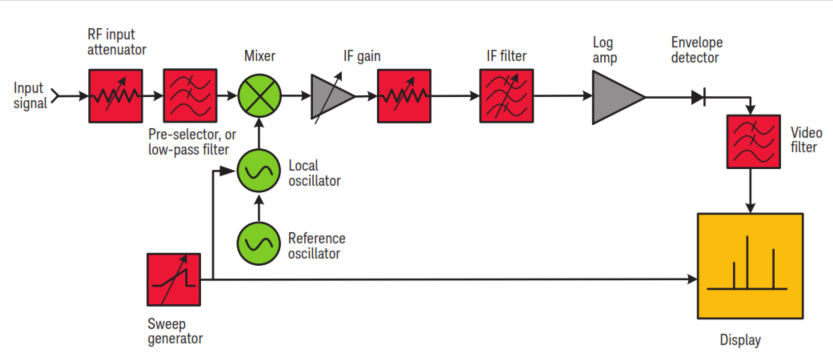 RF input
attenuator
Mixer
IF gain
IF filter
Log
amp
Envelope
detector
Input
signal
Pre-selector, or
low-pass filter
Video
filter
Local
oscillator
Reference
oscillator
Sweep
generator
Display